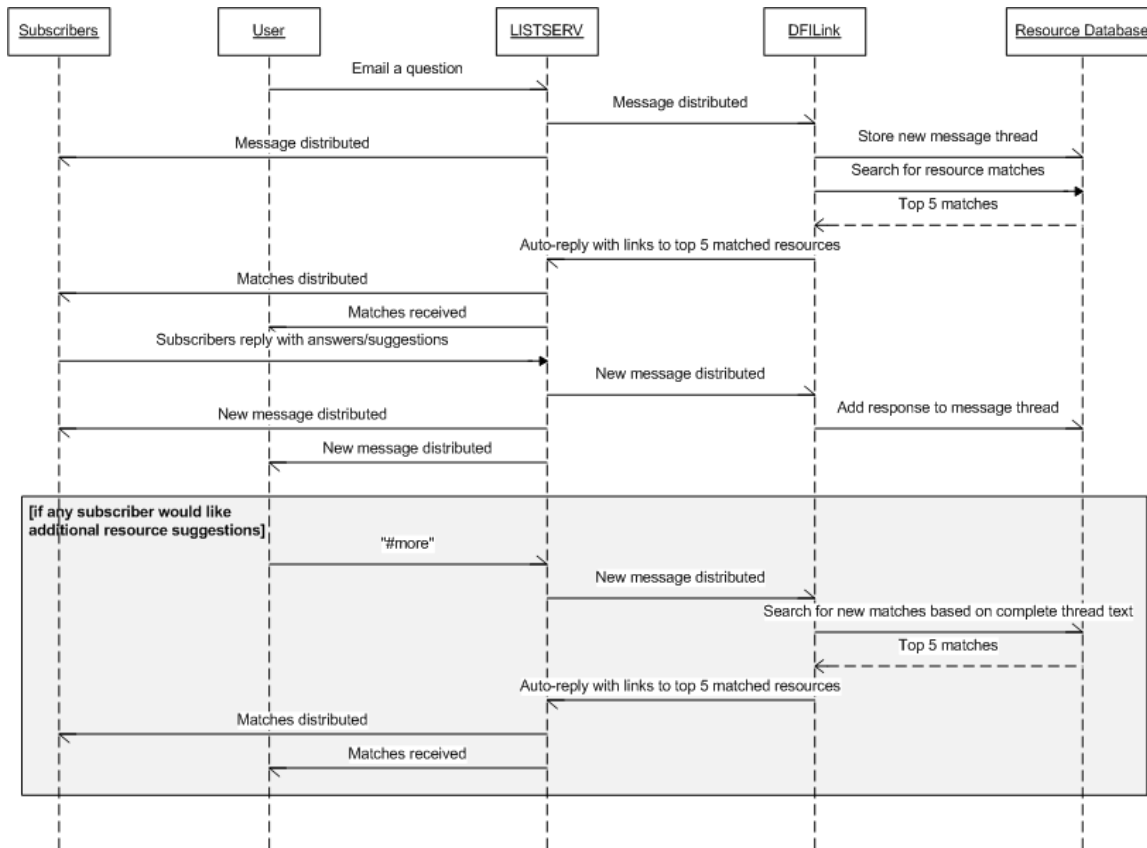 Subscribers
User
LISTSERV
DFILink
Resource Database
Email a question
Message distributed
Message distributed
Store new message thread
Search for resource matches
Top 5 matches
Auto-reply with links to top 5 matched resources
Matches distributed
Matches received
Subscribers reply with answers/suggestions
New message distributed
New message distributed
Add response to message thread
New message distributed
[if any subscriber would like
additional resource suggestions]
"#more"
New message distributed
Search for new matches based on complete thread text
Top 5 matches
Auto-reply with links to top 5 matched resources
Matches distributed
Matches received